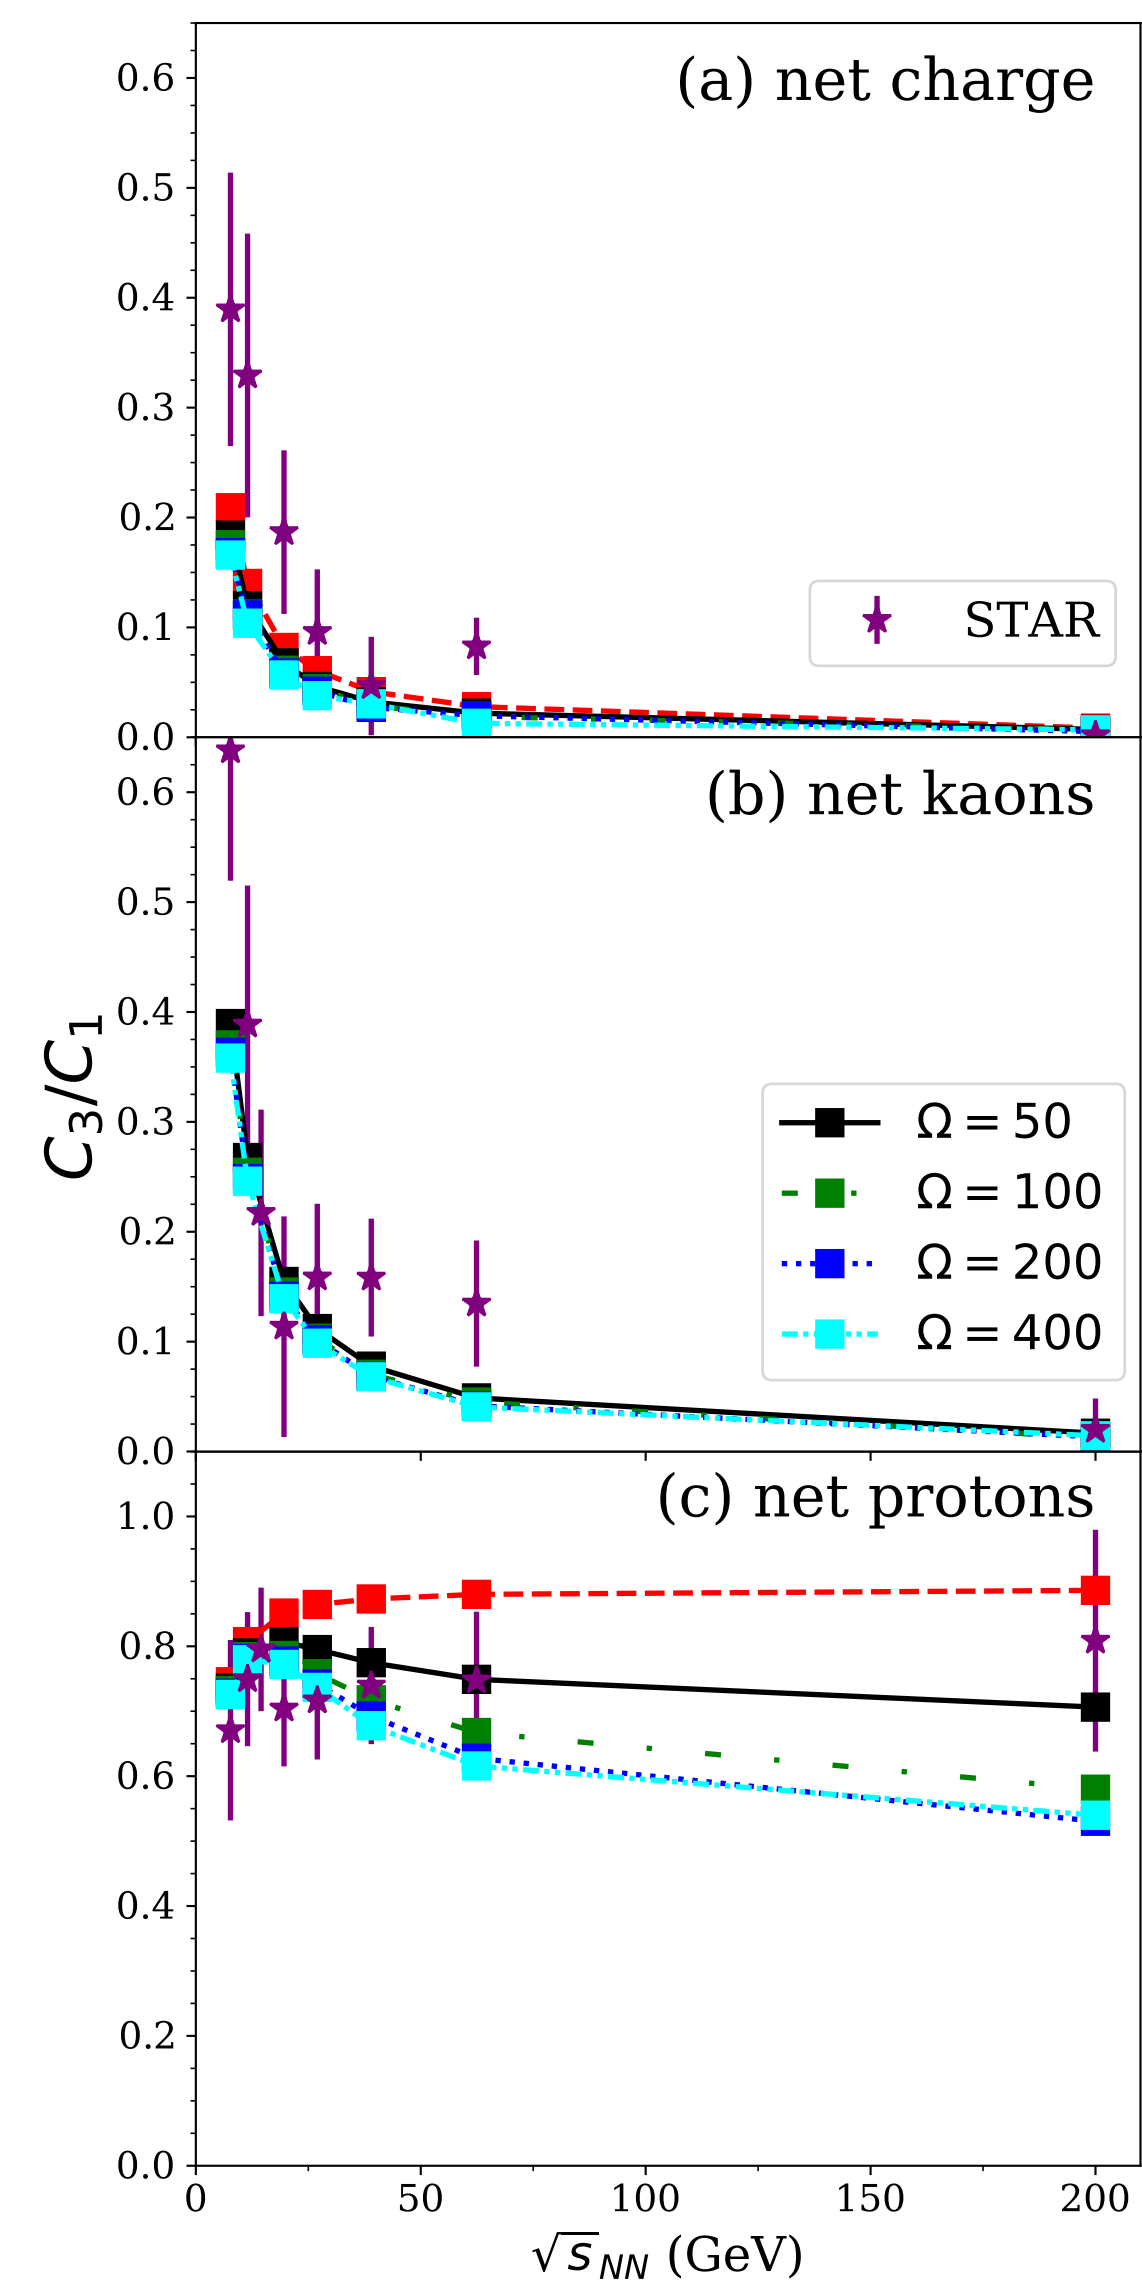 (a) net charge
0.6
0.5
0.4
0.3
0.2
0.1
0.0
STAR
(b) net kaons
0.6
0.5
0.4
0.3
0.2
0.1
0.0
C₃/C₁
Ω = 50
Ω = 100
Ω = 200
Ω = 400
(c) net protons
1.0
0.8
0.6
0.4
0.2
0.0
0 50 100 150 200
√s_NN (GeV)